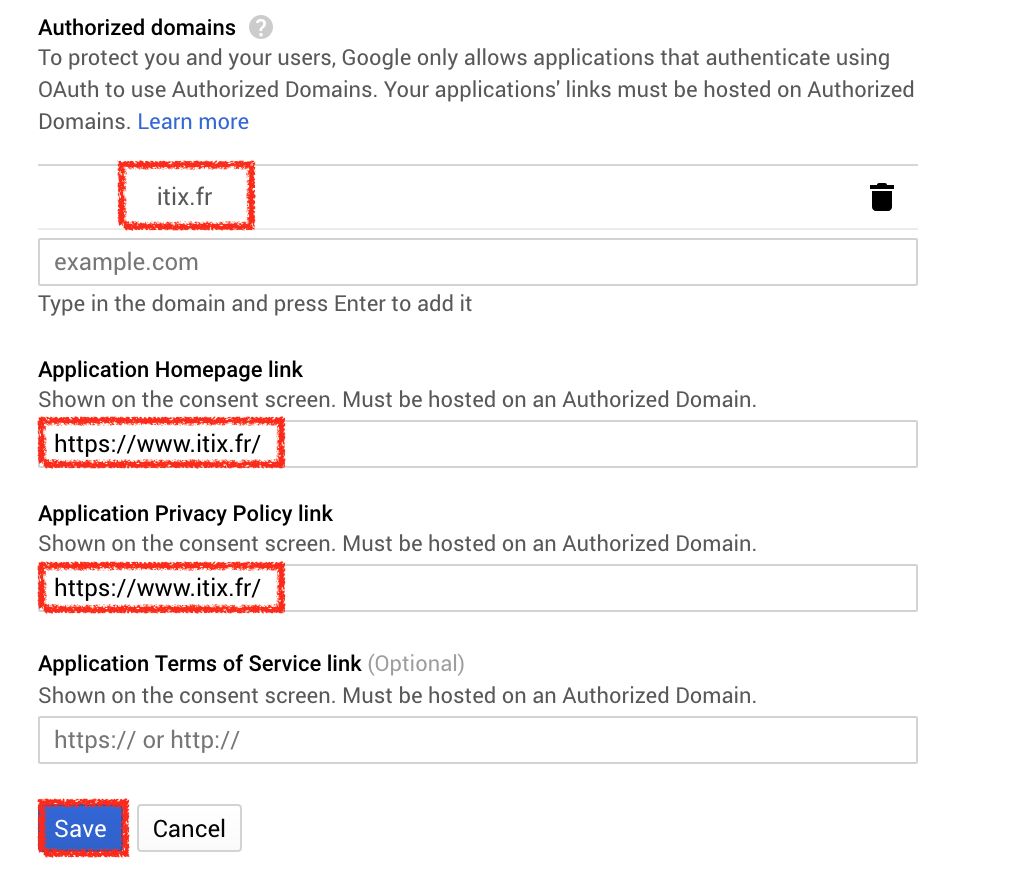 Authorized domains ?
To protect you and your users, Google only allows applications that authenticate using
OAuth to use Authorized Domains. Your applications' links must be hosted on Authorized
Domains. Learn more
itix.fr
example.com
Type in the domain and press Enter to add it
Application Homepage link
Shown on the consent screen. Must be hosted on an Authorized Domain.
https://www.itix.fr/
Application Privacy Policy link
Shown on the consent screen. Must be hosted on an Authorized Domain.
https://www.itix.fr/
Application Terms of Service link (Optional)
Shown on the consent screen. Must be hosted on an Authorized Domain.
https:// or http://
Save Cancel